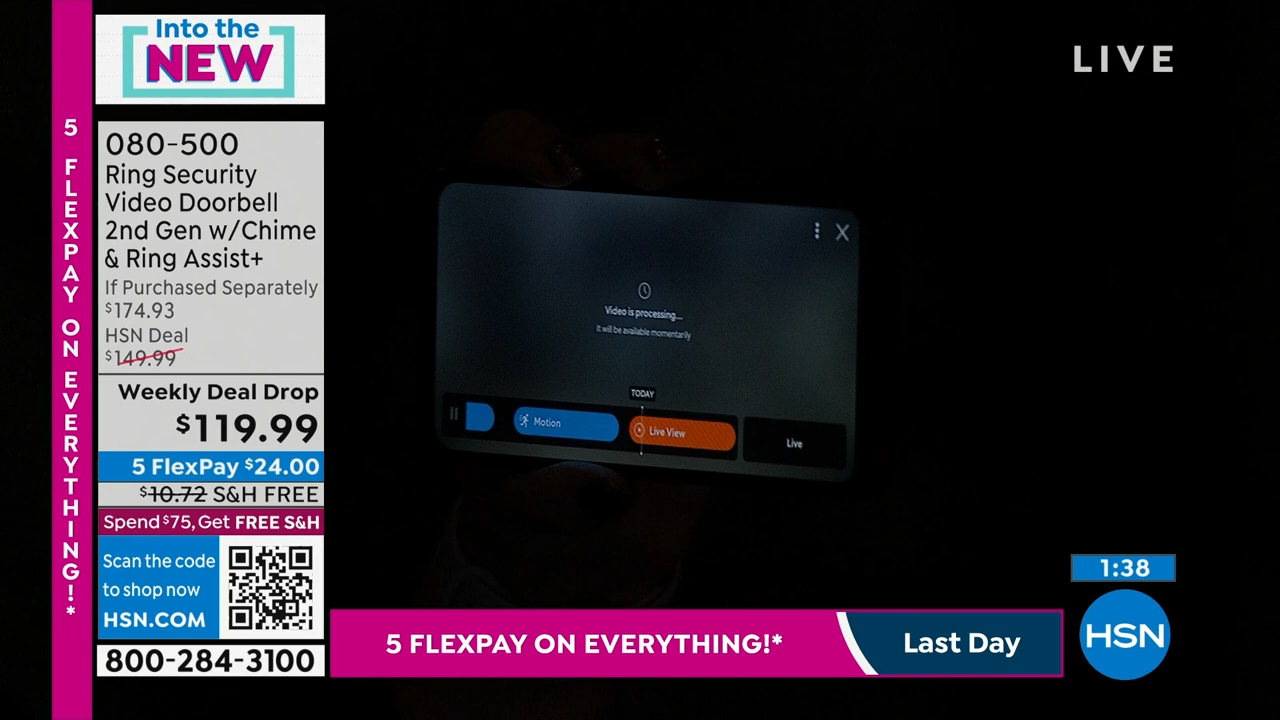 5 FLEXPAY ON EVERYTHING!*
Into the
NEW
080-500
Ring Security
Video Doorbell
2nd Gen w/Chime
& Ring Assist+
If Purchased Separately
$174.93
HSN Deal
$149.99
Weekly Deal Drop
$119.99
5 FlexPay $24.00
$10.72 S&H FREE
Spend $75, Get FREE S&H
Scan the code
to shop now
HSN.COM
800-284-3100
LIVE
X
Video is processing...
It will be available momentarily
TODAY
Motion
Live View
Live
1:38
5 FLEXPAY ON EVERYTHING!*
Last Day
HSN